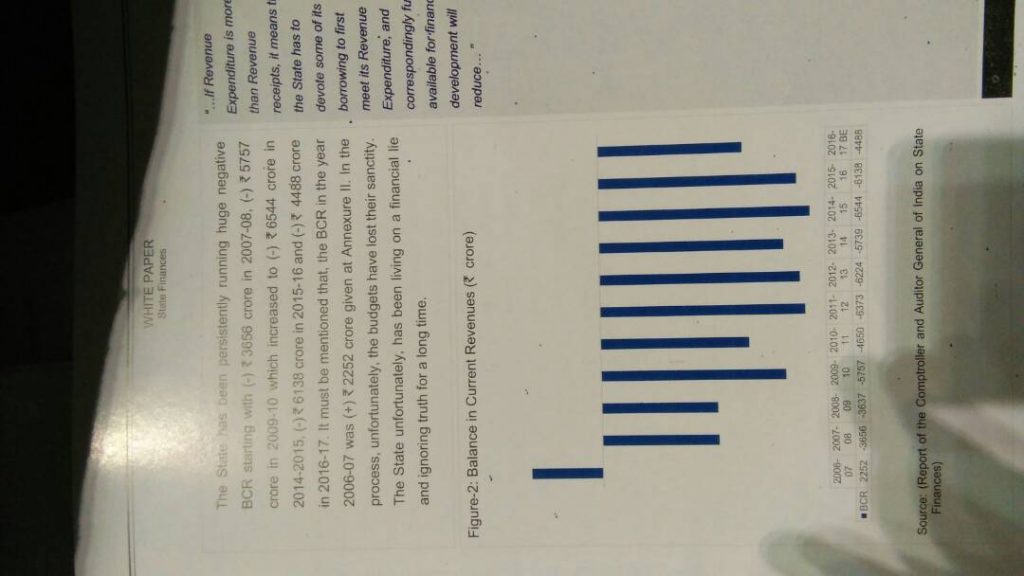 WHITE PAPER
State Finances
The State has been persistently running huge negative
BCR starting with (-) ₹ 3656 crore in 2007-08, (-) ₹ 5757
crore in 2009-10 which increased to (-) ₹ 6544 crore in
2014-2015, (-) ₹ 6138 crore in 2015-16 and (-) ₹ 4488 crore
in 2016-17. It must be mentioned that, the BCR in the year
2006-07 was (+) ₹ 2252 crore given at Annexure II. In the
process, unfortunately, the budgets have lost their sanctity.
The State unfortunately, has been living on a financial lie
and ignoring truth for a long time.
"...If Revenue
Expenditure is more
than Revenue
receipts, it means
the State has to
devote some of its
borrowing to first
meet its Revenue
Expenditure, and
correspondingly
available for financ
development will
reduce..."
Figure-2: Balance in Current Revenues (₹ crore)
2006- 2007- 2008- 2009- 2010- 2011- 2012- 2013- 2014- 2015- 2016-
07 08 09 10 11 12 13 14 15 16 17 BE
BCR 2252 -3656 -3637 -5757 -4650 -6373 -6224 -5739 -6544 -6138 -4488
Source: (Report of the Comptroller and Auditor General of India on State
Finances)